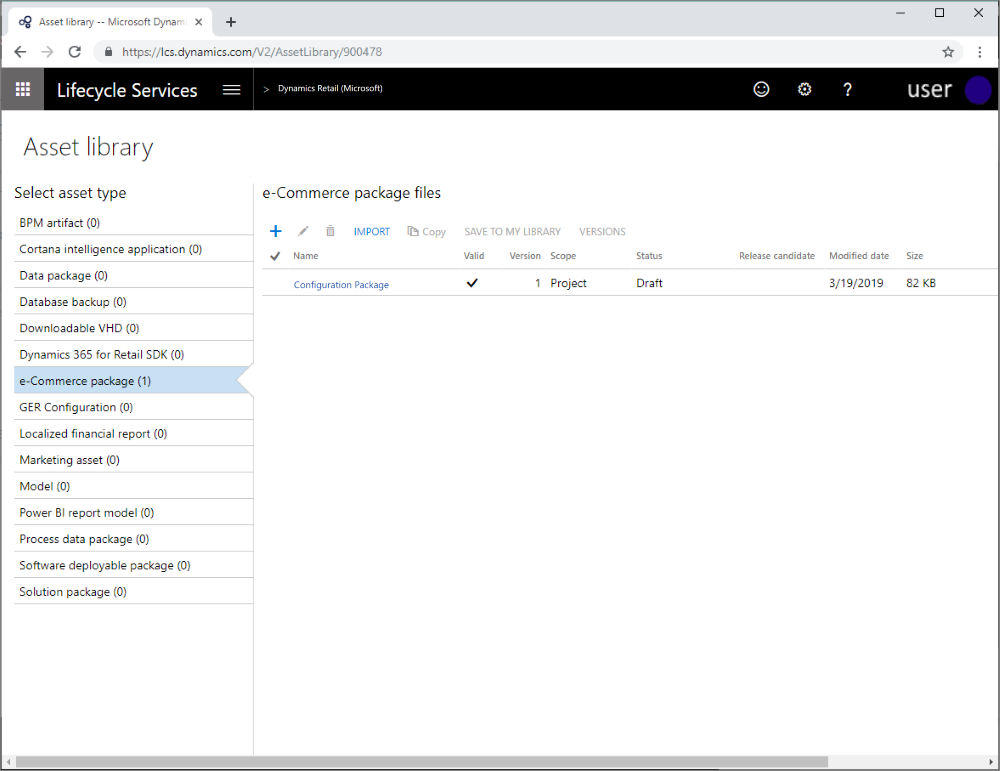 Asset library -- Microsoft Dynam
https://lcs.dynamics.com/V2/AssetLibrary/900478
Lifecycle Services > Dynamics Retail (Microsoft) ? user
Asset library
Select asset type
BPM artifact (0)
Cortana intelligence application (0)
Data package (0)
Database backup (0)
Downloadable VHD (0)
Dynamics 365 for Retail SDK (0)
e-Commerce package (1)
GER Configuration (0)
Localized financial report (0)
Marketing asset (0)
Model (0)
Power BI report model (0)
Process data package (0)
Software deployable package (0)
Solution package (0)
e-Commerce package files
IMPORT Copy SAVE TO MY LIBRARY VERSIONS
Name Valid Version Scope Status Release candidate Modified date Size
Configuration Package 1 Project Draft 3/19/2019 82 KB